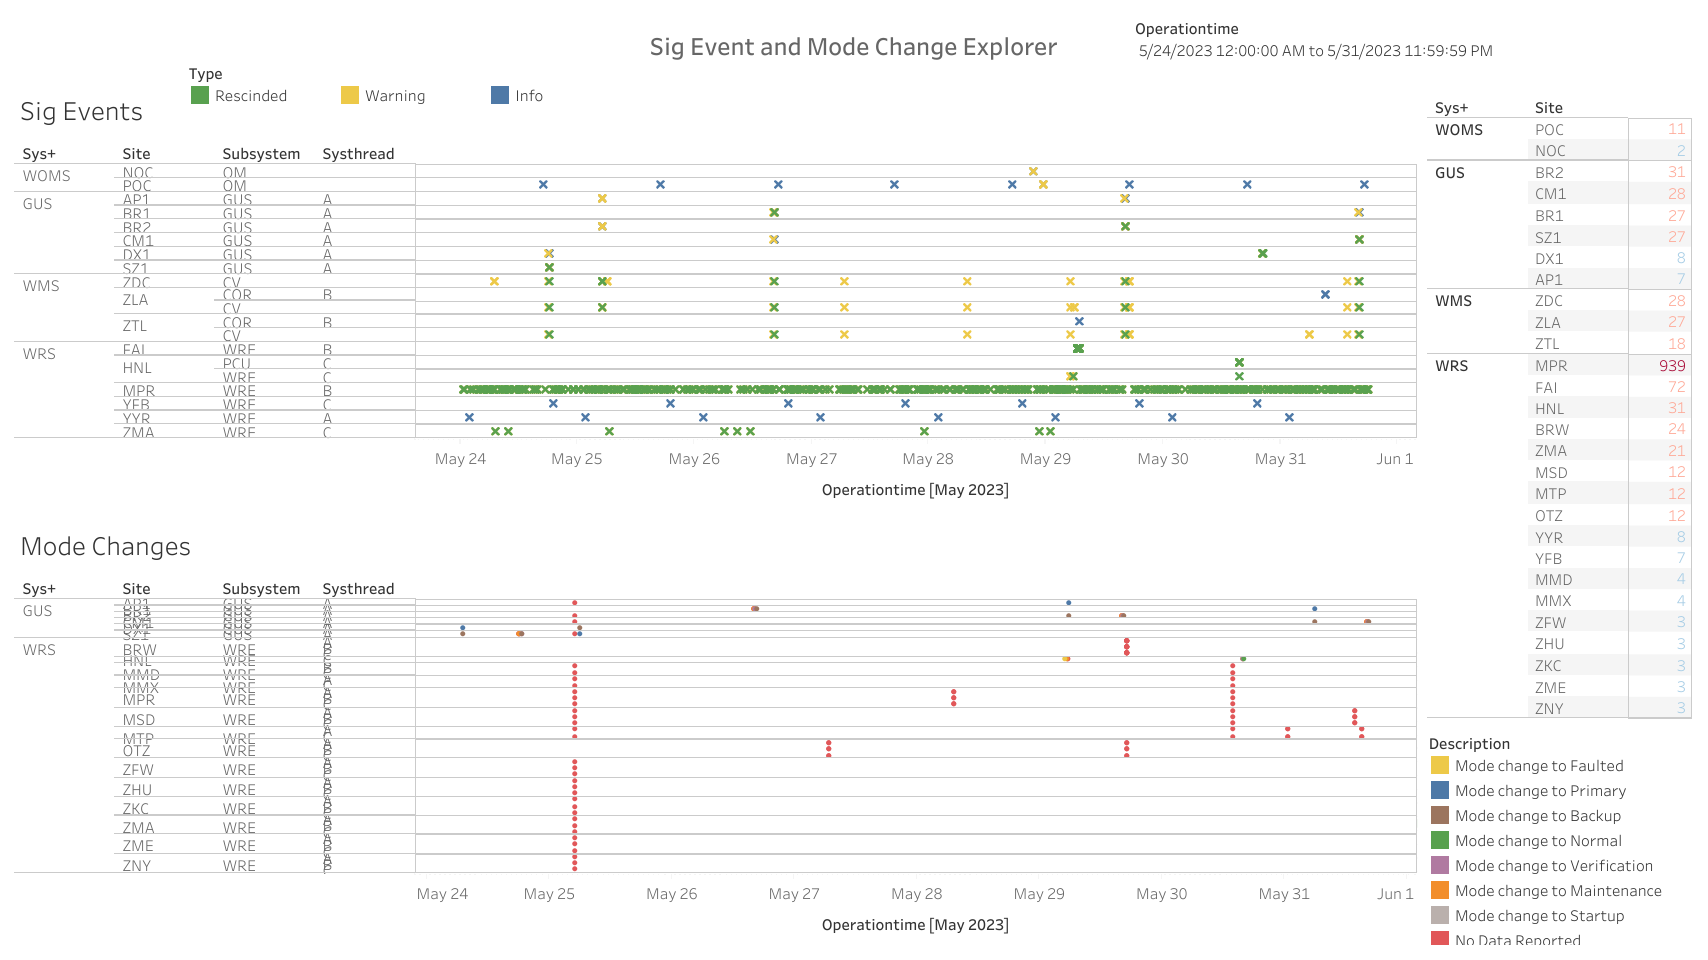 Sig Event and Mode Change Explorer
Operationtime
5/24/2023 12:00:00 AM to 5/31/2023 11:59:59 PM
Type
Rescinded Warning Info
Sig Events
Sys+ Site Subsystem Systhread
WOMS NOC OM
POC OM
GUS AP1 GUS A
BR1 GUS A
BR2 GUS A
CM1 GUS A
DX1 GUS A
SZ1 GUS A
WMS ZDC CV
ZLA COR B
CV
ZTL COR B
CV
WRS FAI WRE B
HNL PCU C
WRE C
MPR WRE B
YFB WRE C
YYR WRE A
ZMA WRE C
May 24 May 25 May 26 May 27 May 28 May 29 May 30 May 31 Jun 1
Operationtime [May 2023]
Mode Changes
Sys+ Site Subsystem Systhread
GUS AP1 GUS A
BR1 GUS A
SZ1 GUS A
WRS BRW WRE B
HNL WRE C
MMD WRE
MMX WRE
MPR WRE
MSD WRE
MTP WRE
OTZ WRE
ZFW WRE
ZHU WRE
ZKC WRE
ZMA WRE
ZME WRE
ZNY WRE
May 24 May 25 May 26 May 27 May 28 May 29 May 30 May 31 Jun 1
Operationtime [May 2023]
Sys+ Site
WOMS POC 11
NOC 2
GUS BR2 31
CM1 28
BR1 27
SZ1 27
DX1 8
AP1 7
WMS ZDC 28
ZLA 27
ZTL 18
WRS MPR 939
FAI 72
HNL 31
BRW 24
ZMA 21
MSD 12
MTP 12
OTZ 12
YYR 8
YFB 7
MMD 4
MMX 4
ZFW 3
ZHU 3
ZKC 3
ZME 3
ZNY 3
Description
Mode change to Faulted
Mode change to Primary
Mode change to Backup
Mode change to Normal
Mode change to Verification
Mode change to Maintenance
Mode change to Startup
No Data Reported